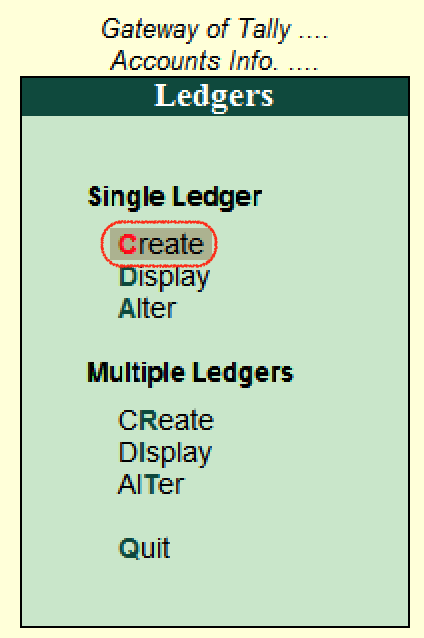 Gateway of Tally ....
Accounts Info. ....
Ledgers
Single Ledger
Create
Display
Alter
Multiple Ledgers
CReate
DIsplay
AlTer
Quit